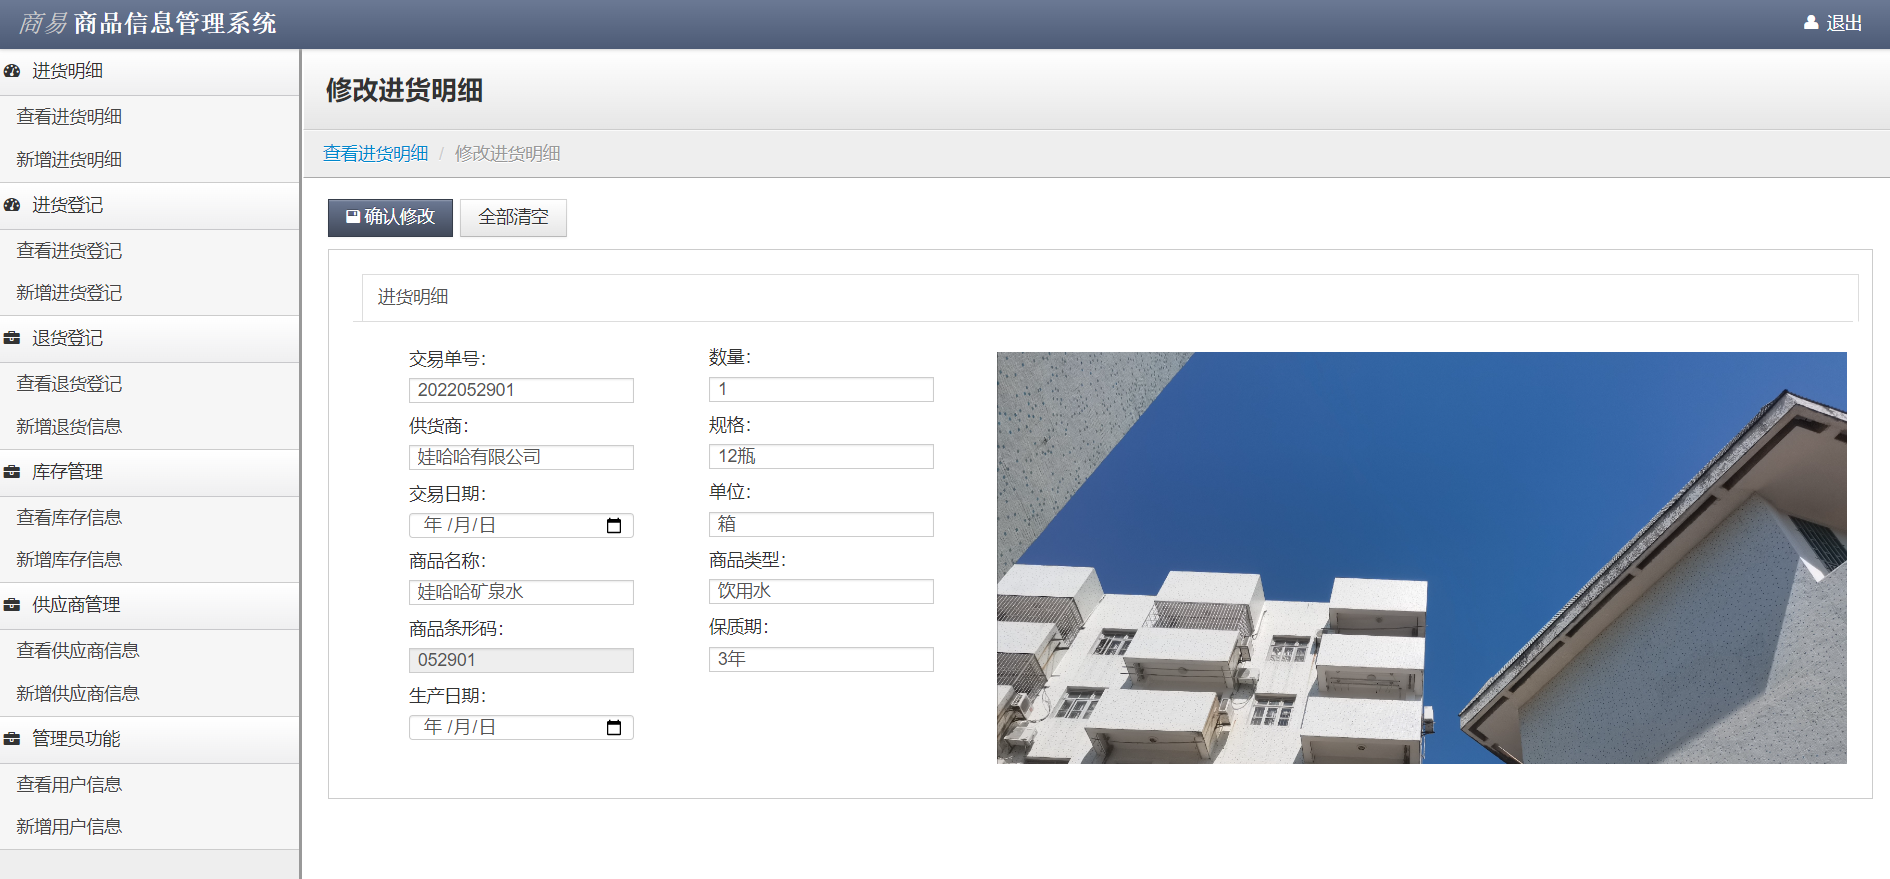 商易 商品信息管理系统
退出
进货明细
查看进货明细
新增进货明细
进货登记
查看进货登记
新增进货登记
退货登记
查看退货登记
新增退货信息
库存管理
查看库存信息
新增库存信息
供应商管理
查看供应商信息
新增供应商信息
管理员功能
查看用户信息
新增用户信息
修改进货明细
查看进货明细 / 修改进货明细
确认修改 全部清空
进货明细
交易单号：
2022052901
供货商：
娃哈哈有限公司
交易日期：
年 /月/日
商品名称：
娃哈哈矿泉水
商品条形码：
052901
生产日期：
年 /月/日
数量：
1
规格：
12瓶
单位：
箱
商品类型：
饮用水
保质期：
3年